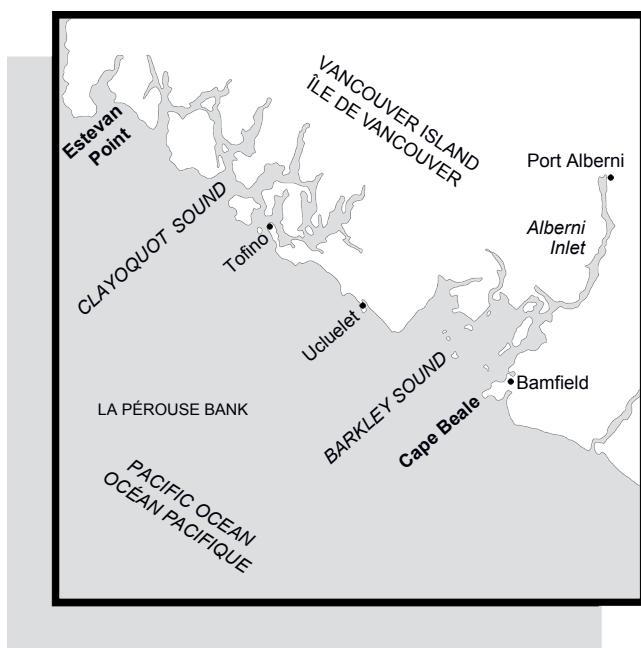 VANCOUVER ISLAND
ÎLE DE VANCOUVER
Estevan
Point
Port Alberni
CLAYOQUOT SOUND
Alberni
Inlet
Tofino
Ucluelet
BARKLEY SOUND
Bamfield
Cape Beale
LA PÉROUSE BANK
PACIFIC OCEAN
OCÉAN PACIFIQUE